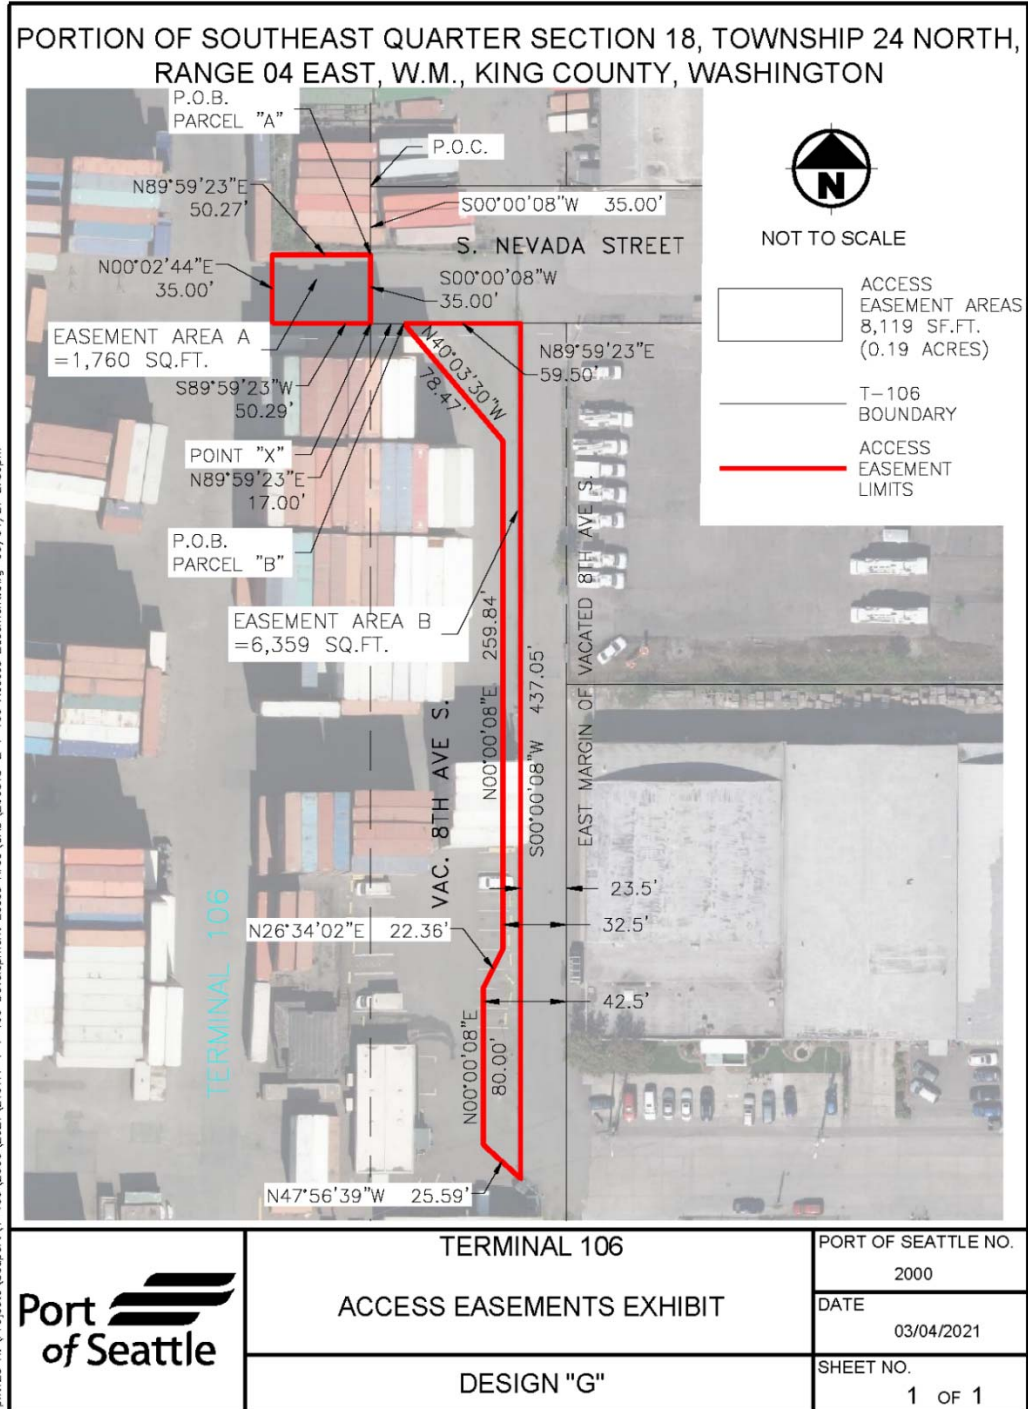 PORTION OF SOUTHEAST QUARTER SECTION 18, TOWNSHIP 24 NORTH,
RANGE 04 EAST, W.M., KING COUNTY, WASHINGTON
P.O.B.
PARCEL "A"
P.O.C.
N89°59'23"E
50.27'
S00°00'08"W 35.00'
S. NEVADA STREET
N
NOT TO SCALE
N00°02'44"E
35.00'
S00°00'08"W
35.00'
ACCESS
EASEMENT AREAS
8,119 SF.FT.
(0.19 ACRES)
EASEMENT AREA A
=1,760 SQ.FT.
N40°03'30"W
78.47'
N89°59'23"E
59.50'
S89°59'23"W
50.29'
T-106
BOUNDARY
POINT "X"
N89°59'23"E
17.00'
ACCESS
EASEMENT
LIMITS
P.O.B.
PARCEL "B"
EASEMENT AREA B
=6,359 SQ.FT.
N00°00'08"E 259.84'
S00°00'08"W 437.05'
EAST MARGIN OF VACATED 8TH AVE S.
VAC. 8TH AVE S.
TERMINAL 106
23.5'
32.5'
N26°34'02"E 22.36'
42.5'
N00°00'08"E
80.00'
N47°56'39"W 25.59'
Port
of Seattle
TERMINAL 106
ACCESS EASEMENTS EXHIBIT
DESIGN "G"
PORT OF SEATTLE NO.
2000
DATE
03/04/2021
SHEET NO.
1 OF 1